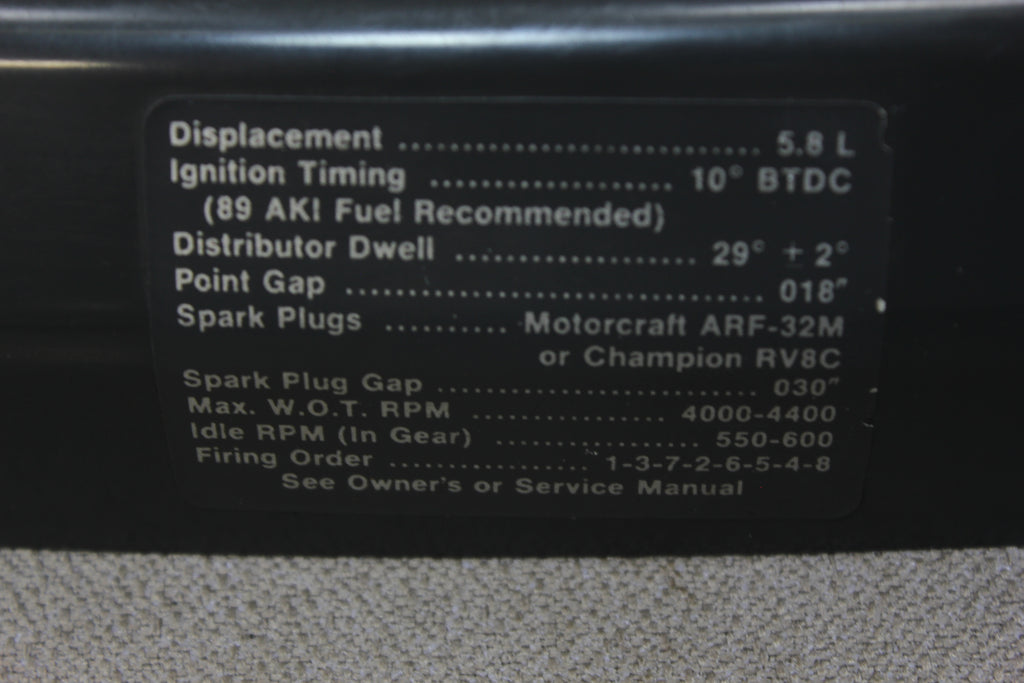 Displacement ............................ 5.8 L
Ignition Timing ................... 10° BTDC
(89 AKI Fuel Recommended)
Distributor Dwell ................... 29° ± 2°
Point Gap ................................. 018"
Spark Plugs .......... Motorcraft ARF-32M
or Champion RV8C
Spark Plug Gap ............................ 030"
Max. W.O.T. RPM ................ 4000-4400
Idle RPM (In Gear) ................. 550-600
Firing Order ................. 1-3-7-2-6-5-4-8
See Owner's or Service Manual